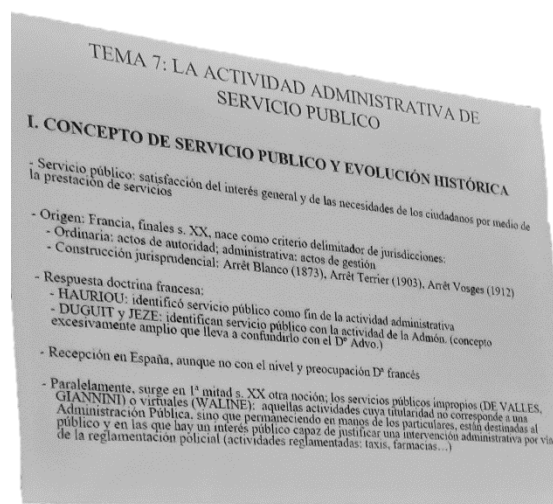 TEMA 7: LA ACTIVIDAD ADMINISTRATIVA DE
SERVICIO PUBLICO
I. CONCEPTO DE SERVICIO PUBLICO Y EVOLUCIÓN HISTÓRICA
- Servicio público: satisfacción del interés general y de las necesidades de los ciudadanos por medio de
la prestación de servicios
- Origen: Francia, finales s. XX, nace como criterio delimitador de jurisdicciones:
- Ordinaria: actos de autoridad; administrativa: actos de gestión
- Construcción jurisprudencial: Arrêt Blanco (1873), Arrêt Terrier (1903), Arrêt Vosges (1912)
- Respuesta doctrina francesa:
- HAURIOU: identificó servicio público como fin de la actividad administrativa
- DUGUIT y JEZE: identifican servicio público con la actividad de la Admón. (concepto
excesivamente amplio que lleva a confundirlo con el Dº Advo.)
- Recepción en España, aunque no con el nivel y preocupación Dº francés
- Paralelamente, surge en 1ª mitad s. XX otra noción; los servicios públicos impropios (DE VALLES,
GIANNINI) o virtuales (WALINE): aquellas actividades cuya titularidad no corresponde a una
Administración Pública, sino que permaneciendo en manos de los particulares, están destinadas al
público y en las que hay un interés público capaz de justificar una intervención administrativa por vía
de la reglamentación policial (actividades reglamentadas: taxis, farmacias...)